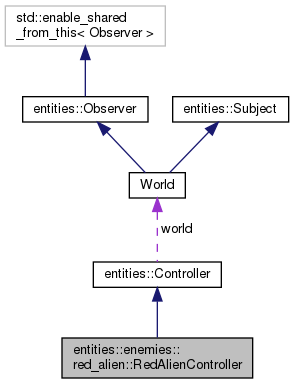 std::enable_shared
_from_this< Observer >
entities::Observer
entities::Subject
World
world
entities::Controller
entities::enemies::
red_alien::RedAlienController